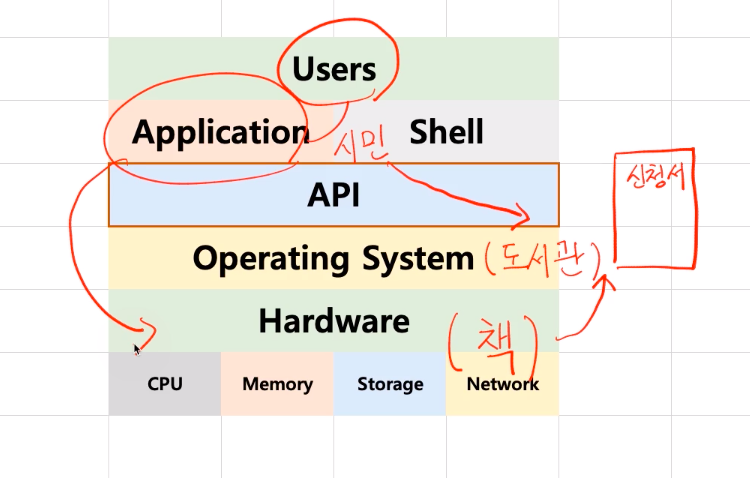 Users
Application 시민 Shell
신청서
API
Operating System (도서관)
Hardware (책)
CPU Memory Storage Network